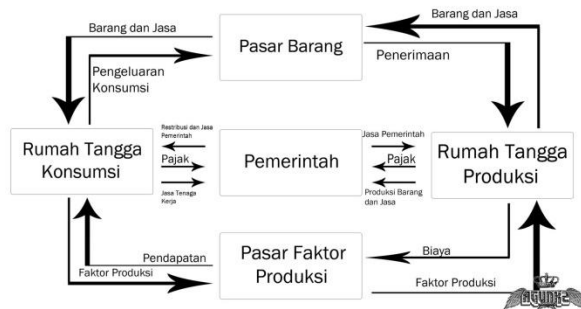 Barang dan Jasa
Barang dan Jasa
Pasar Barang
Pengeluaran
Konsumsi
Penerimaan
Rumah Tangga
Konsumsi
Restribusi dan Jasa
Pemerintah
Pajak
Jasa Tenaga
Kerja
Pemerintah
Jasa Pemerintah
Pajak
Produksi Barang
dan Jasa
Rumah Tangga
Produksi
Pendapatan
Faktor Produksi
Pasar Faktor
Produksi
Biaya
Faktor Produksi
AGUNKZ